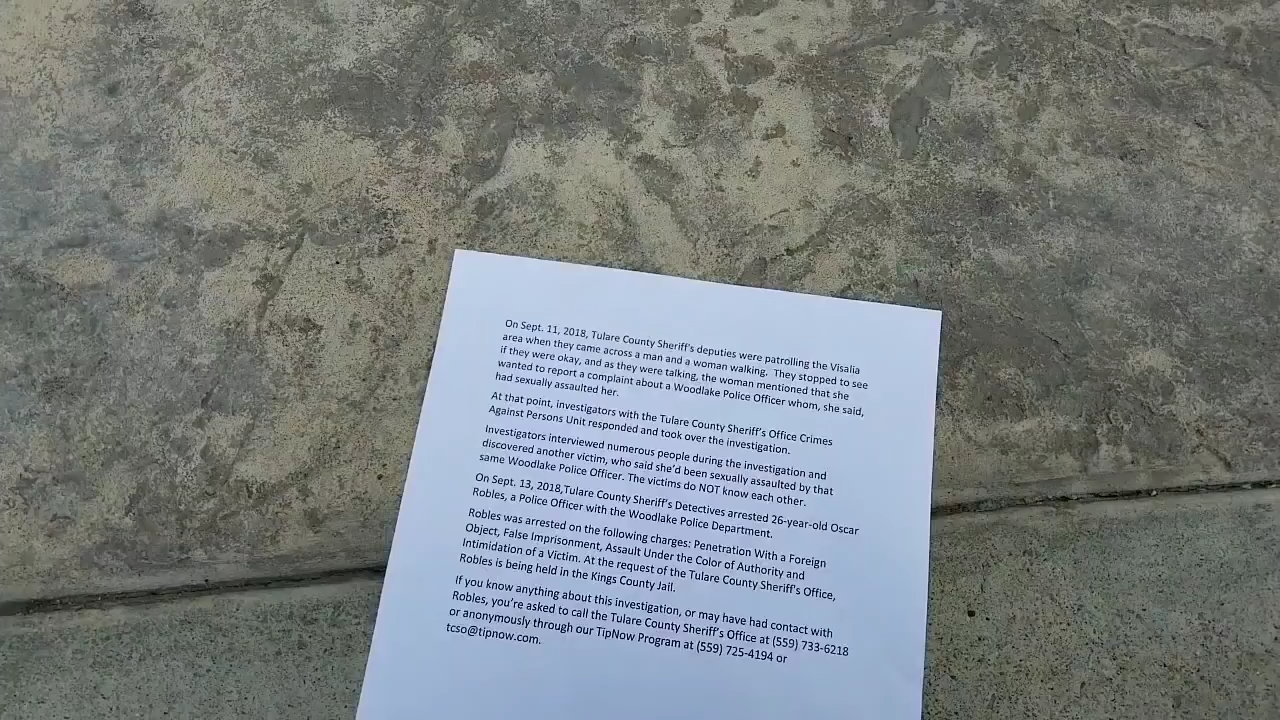 On Sept. 11, 2018, Tulare County Sheriff's deputies were patrolling the Visalia
area when they came across a man and a woman walking. They stopped to see
if they were okay, and as they were talking, the woman mentioned that she
wanted to report a complaint about a Woodlake Police Officer whom, she said,
had sexually assaulted her.
At that point, investigators with the Tulare County Sheriff's Office Crimes
Against Persons Unit responded and took over the investigation.
Investigators interviewed numerous people during the investigation and
discovered another victim, who said she'd been sexually assaulted by that
same Woodlake Police Officer. The victims do NOT know each other.
On Sept. 13, 2018,Tulare County Sheriff's Detectives arrested 26-year-old Oscar
Robles, a Police Officer with the Woodlake Police Department.
Robles was arrested on the following charges: Penetration With a Foreign
Object, False Imprisonment, Assault Under the Color of Authority and
Intimidation of a Victim. At the request of the Tulare County Sheriff's Office,
Robles is being held in the Kings County Jail.
If you know anything about this investigation, or may have had contact with
Robles, you're asked to call the Tulare County Sheriff's Office at (559) 733-6218
or anonymously through our TipNow Program at (559) 725-4194 or
tcso@tipnow.com.